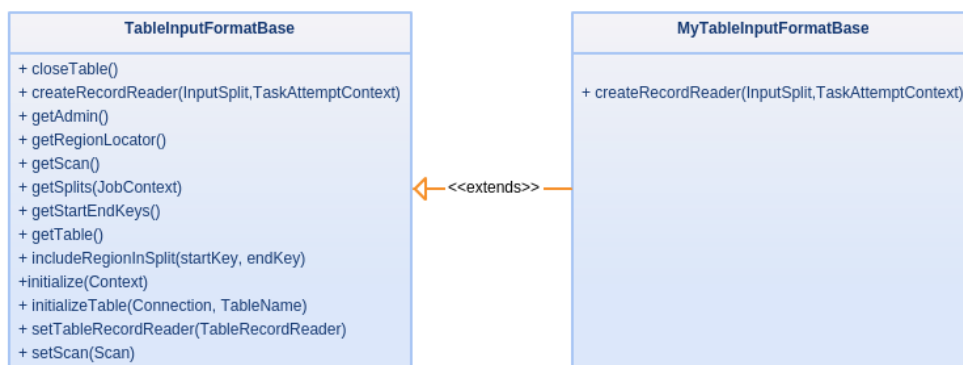 TableInputFormatBase
+ closeTable()
+ createRecordReader(InputSplit,TaskAttemptContext)
+ getAdmin()
+ getRegionLocator()
+ getScan()
+ getSplits(JobContext)
+ getStartEndKeys()
+ getTable()
+ includeRegionInSplit(startKey, endKey)
+initialize(Context)
+ initializeTable(Connection, TableName)
+ setTableRecordReader(TableRecordReader)
+ setScan(Scan)
<<extends>>
MyTableInputFormatBase
+ createRecordReader(InputSplit,TaskAttemptContext)